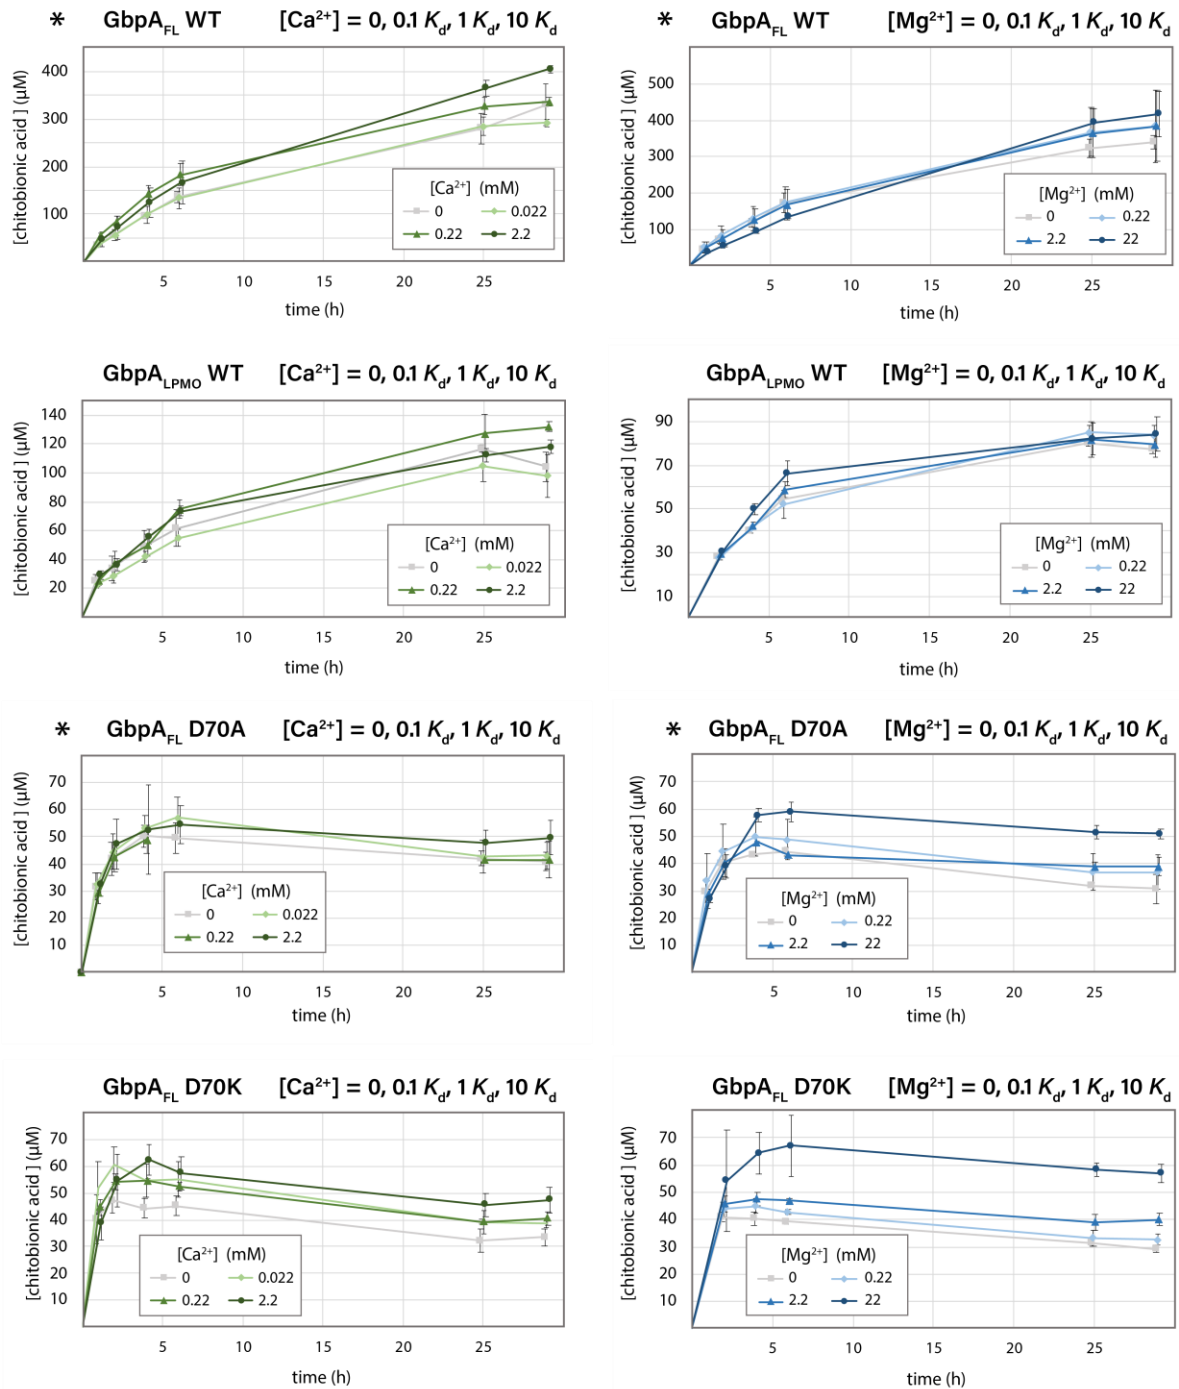 * GbpA_FL WT [Ca²⁺] = 0, 0.1 K_d, 1 K_d, 10 K_d
[chitobionic acid ] (µM)
400
300
200
100
[Ca²⁺] (mM)
0 0.022
0.22 2.2
5 10 15 20 25
time (h)
* GbpA_FL WT [Mg²⁺] = 0, 0.1 K_d, 1 K_d, 10 K_d
[chitobionic acid ] (µM)
500
400
300
200
100
[Mg²⁺] (mM)
0 0.22
2.2 22
5 10 15 20 25
time (h)
GbpA_LPMO WT [Ca²⁺] = 0, 0.1 K_d, 1 K_d, 10 K_d
[chitobionic acid ] (µM)
140
120
100
80
60
40
20
[Ca²⁺] (mM)
0 0.022
0.22 2.2
5 10 15 20 25
time (h)
GbpA_LPMO WT [Mg²⁺] = 0, 0.1 K_d, 1 K_d, 10 K_d
[chitobionic acid ] (µM)
90
70
50
30
10
[Mg²⁺] (mM)
0 0.22
2.2 22
5 10 15 20 25
time (h)
* GbpA_FL D70A [Ca²⁺] = 0, 0.1 K_d, 1 K_d, 10 K_d
[chitobionic acid ] (µM)
70
60
50
40
30
20
10
[Ca²⁺] (mM)
0 0.022
0.22 2.2
5 10 15 20 25
time (h)
* GbpA_FL D70A [Mg²⁺] = 0, 0.1 K_d, 1 K_d, 10 K_d
[chitobionic acid ] (µM)
70
60
50
40
30
20
10
[Mg²⁺] (mM)
0 0.22
2.2 22
5 10 15 20 25
time (h)
GbpA_FL D70K [Ca²⁺] = 0, 0.1 K_d, 1 K_d, 10 K_d
[chitobionic acid ] (µM)
70
60
50
40
30
20
10
[Ca²⁺] (mM)
0 0.022
0.22 2.2
5 10 15 20 25
time (h)
GbpA_FL D70K [Mg²⁺] = 0, 0.1 K_d, 1 K_d, 10 K_d
[chitobionic acid ] (µM)
70
60
50
40
30
20
10
[Mg²⁺] (mM)
0 0.22
2.2 22
5 10 15 20 25
time (h)